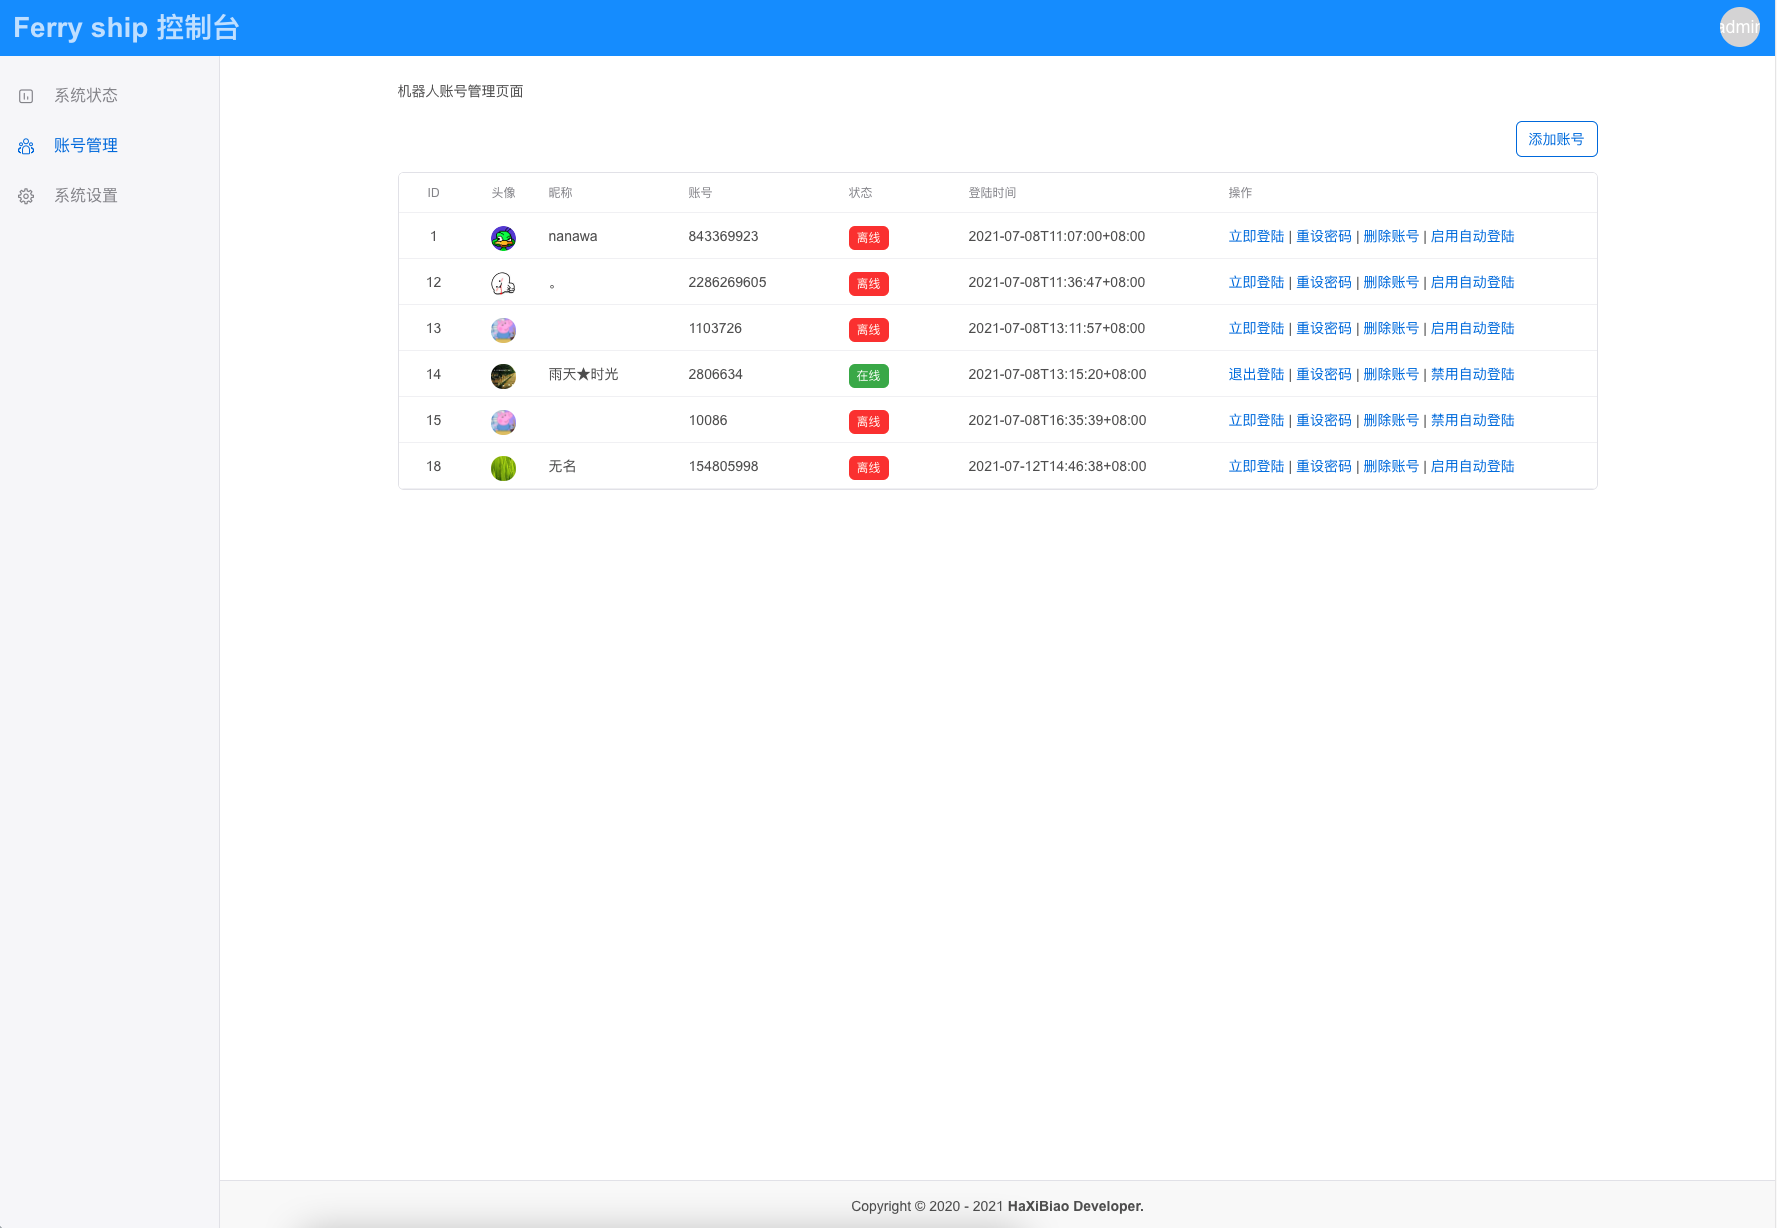 Ferry ship 控制台
admin
系统状态
账号管理
系统设置
机器人账号管理页面
添加账号
ID 头像 昵称 账号 状态 登陆时间 操作
1 nanawa 843369923 离线 2021-07-08T11:07:00+08:00 立即登陆 | 重设密码 | 删除账号 | 启用自动登陆
12 。 2286269605 离线 2021-07-08T11:36:47+08:00 立即登陆 | 重设密码 | 删除账号 | 启用自动登陆
13 1103726 离线 2021-07-08T13:11:57+08:00 立即登陆 | 重设密码 | 删除账号 | 启用自动登陆
14 雨天★时光 2806634 在线 2021-07-08T13:15:20+08:00 退出登陆 | 重设密码 | 删除账号 | 禁用自动登陆
15 10086 离线 2021-07-08T16:35:39+08:00 立即登陆 | 重设密码 | 删除账号 | 禁用自动登陆
18 无名 154805998 离线 2021-07-12T14:46:38+08:00 立即登陆 | 重设密码 | 删除账号 | 启用自动登陆
Copyright © 2020 - 2021 HaXiBiao Developer.